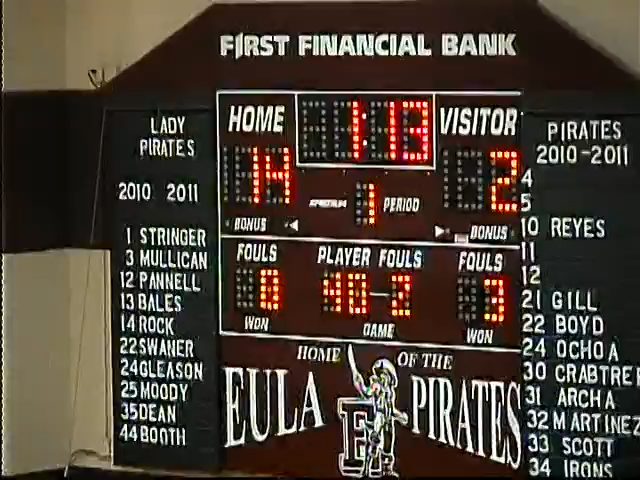 FIRST FINANCIAL BANK
LADY
PIRATES
2010 2011
1 STRINGER
3 MULLICAN
12 PANNELL
13 BALES
14 ROCK
22 SWANER
24 GLEASON
25 MOODY
35 DEAN
44 BOOTH
HOME 1:13 VISITOR
14 2
1 PERIOD
BONUS BONUS
FOULS PLAYER FOULS FOULS
0 40-2 3
WON GAME WON
HOME OF THE
EULA PIRATES
E
PIRATES
2010-2011
4
5
10 REYES
11
12
21 GILL
22 BOYD
24 OCHOA
30 CRABTRE
31 ARCHA
32 MARTINEZ
33 SCOTT
34 IRONS